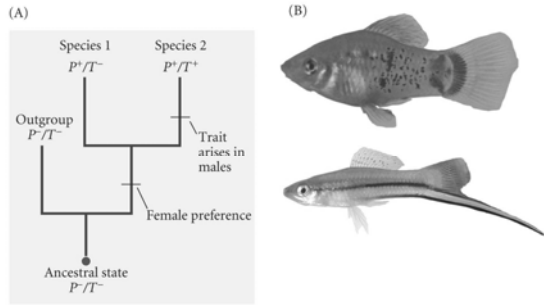 (A)
(B)
Species 1
Species 2
P⁺/T⁻
P⁺/T⁺
Outgroup
P⁻/T⁻
Trait
arises in
males
Female preference
Ancestral state
P⁻/T⁻